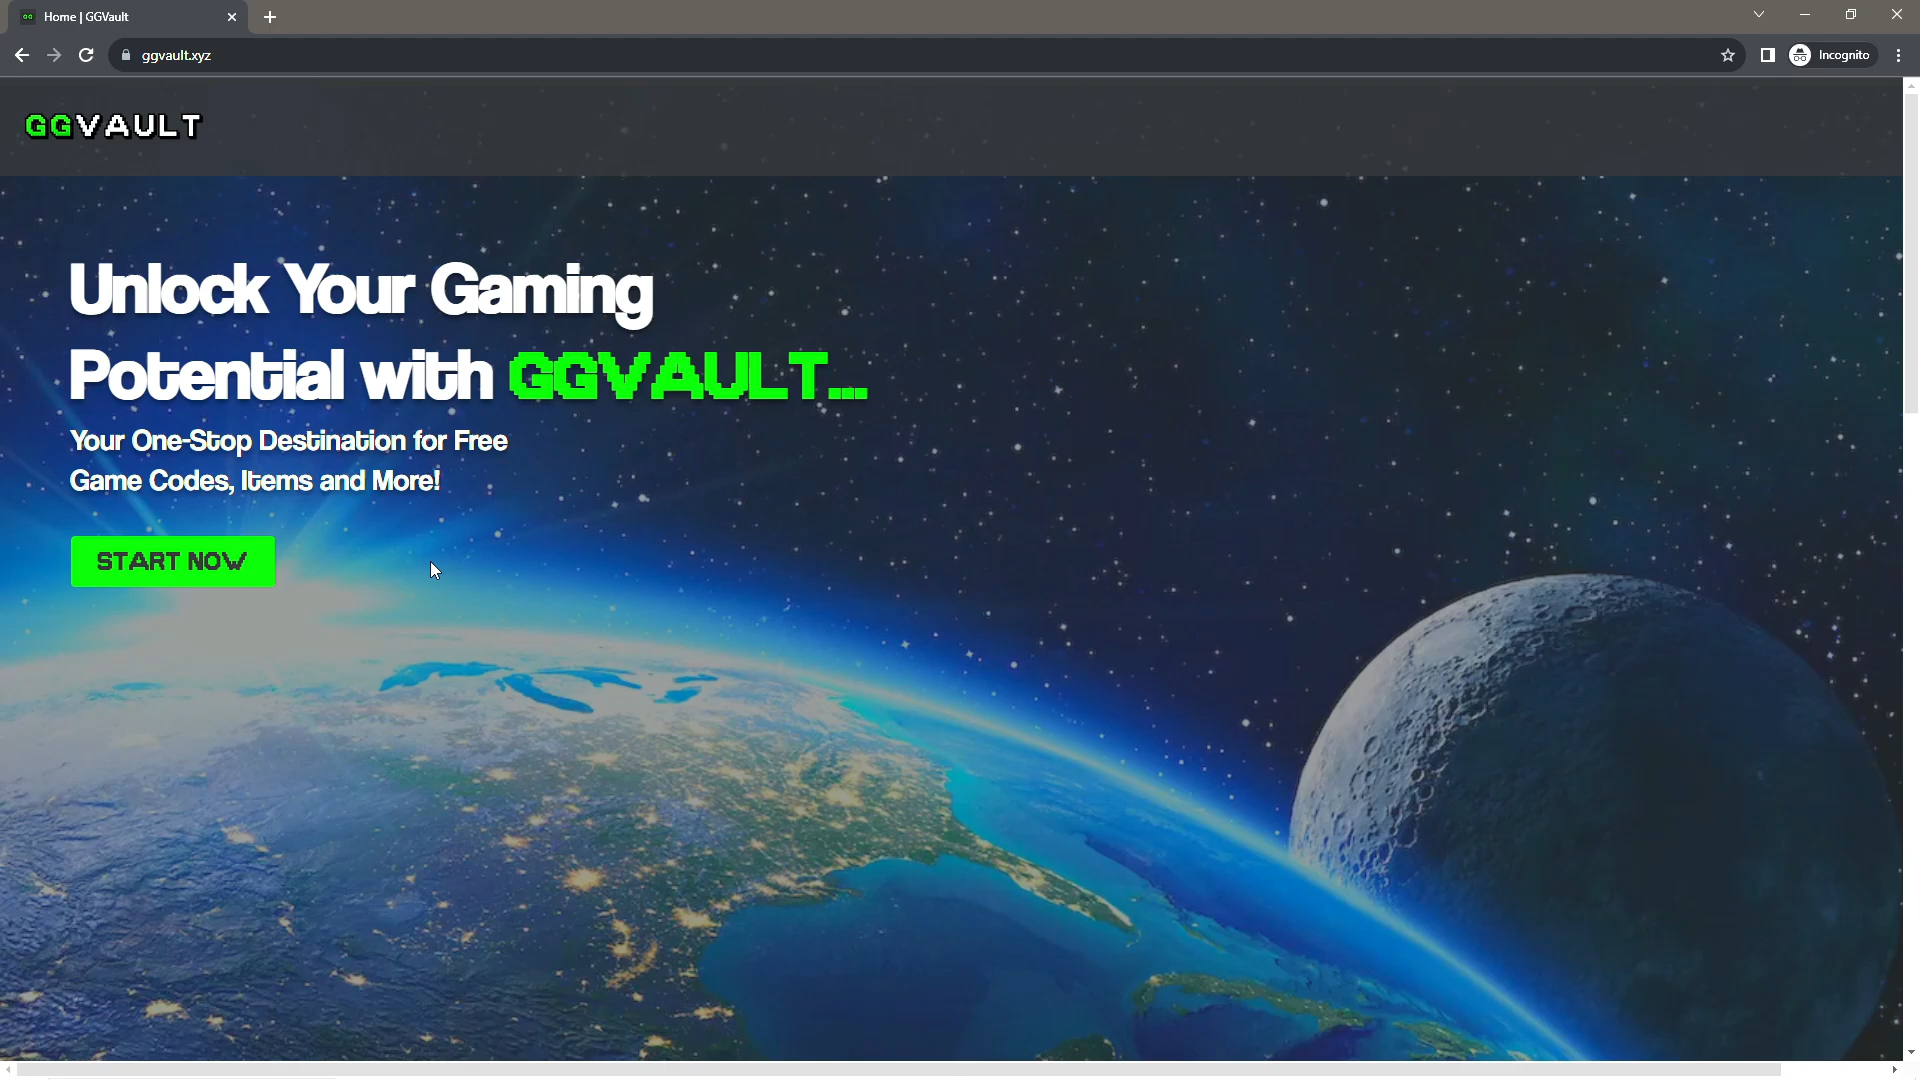 Home | GGVault
ggvault.xyz
Incognito
GGVAULT
Unlock Your Gaming
Potential with GGVAULT...
Your One-Stop Destination for Free
Game Codes, Items and More!
START NOW